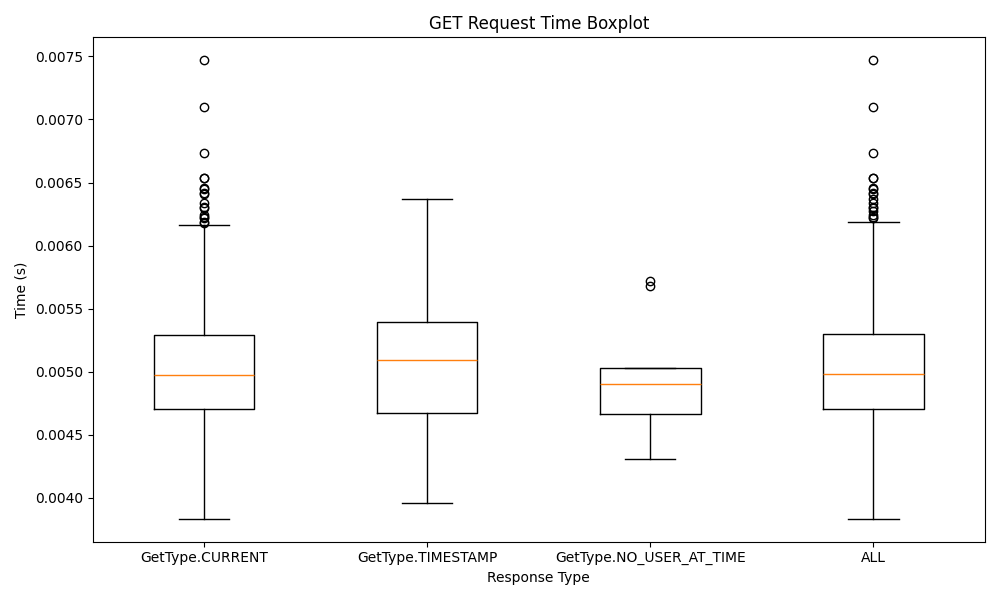 GET Request Time Boxplot
0.0075
0.0070
0.0065
0.0060
0.0055
0.0050
0.0045
0.0040
Time (s)
GetType.CURRENT
GetType.TIMESTAMP
GetType.NO_USER_AT_TIME
ALL
Response Type